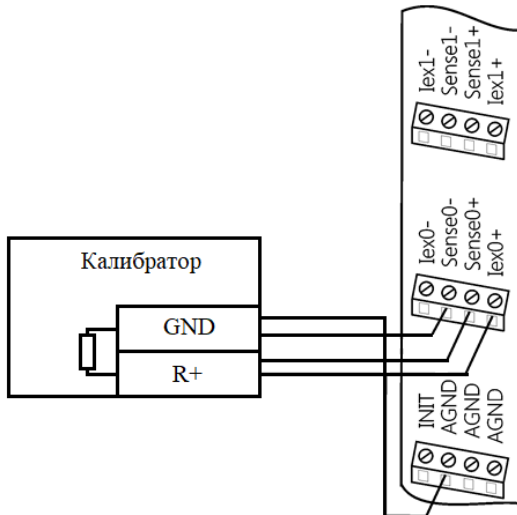 Iex1-
Sense1-
Sense1+
Iex1+
Iex0-
Sense0-
Sense0+
Iex0+
Калибратор
GND
R+
INIT
AGND
AGND
AGND